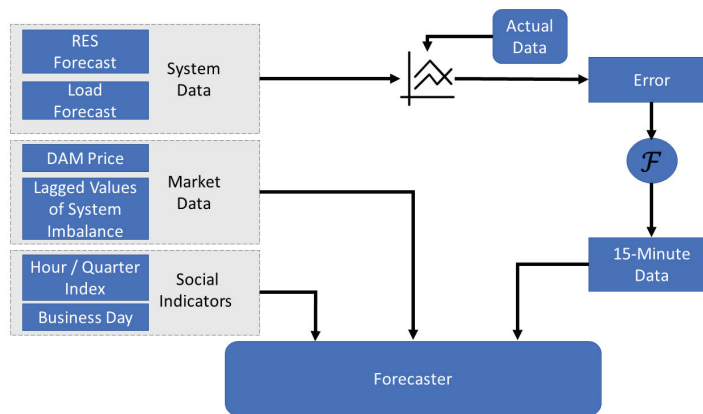 RES
Forecast
Load
Forecast
System
Data
Actual
Data
Error
ℱ
DAM Price
Lagged Values
of System
Imbalance
Market
Data
15-Minute
Data
Hour / Quarter
Index
Business Day
Social
Indicators
Forecaster